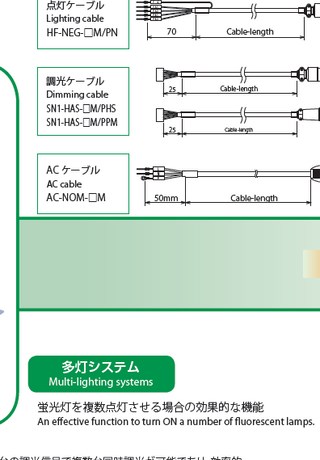 点灯ケーブル
Lighting cable
HF-NEG-□M/PN
70
Cable-length
調光ケーブル
Dimming cable
SN1-HAS-□M/PHS
SN1-HAS-□M/PPM
25
Cable-length
25
Cable-length
AC ケーブル
AC cable
AC-NOM-□M
50mm
Cable-length
多灯システム
Multi-lighting systems
蛍光灯を複数点灯させる場合の効果的な機能
An effective function to turn ON a number of fluorescent lamps.